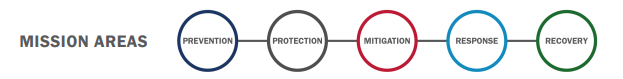 MISSION AREAS PREVENTION PROTECTION MITIGATION RESPONSE RECOVERY